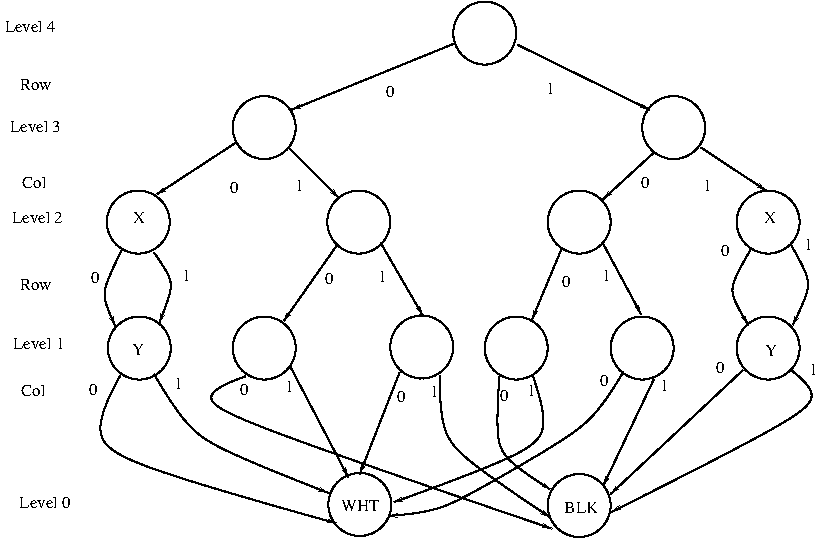 Level 4
Row
0 1
Level 3
Col
0 1 0 1
Level 2 X X
0 1 0 1 0 1 0 1
Row
Level 1 Y Y
Col 0 1 0 1 0 1 0 1 0 1 0 1
Level 0 WHT BLK